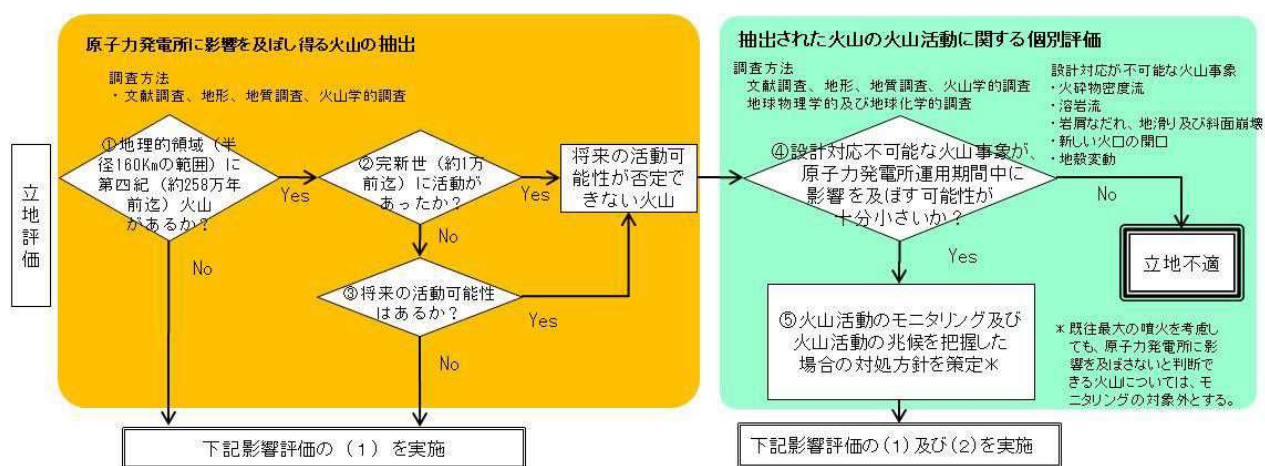 原子力発電所に影響を及ぼし得る火山の抽出
調査方法
・文献調査、地形、地質調査、火山学的調査
立地評価
①地理的領域（半
径160Kmの範囲）に
第四紀（約258万年
前迄）火山
があるか？
Yes
No
②完新世（約1万
前迄）に活動が
あったか？
Yes
No
③将来の活動可能性
はあるか？
Yes
No
将来の活動可
能性が否定で
きない火山
下記影響評価の（1）を実施
抽出された火山の火山活動に関する個別評価
調査方法
文献調査、地形、地質調査、火山学的調査
地球物理学的及び地球化学的調査
設計対応が不可能な火山事象
・火砕物密度流
・溶岩流
・岩屑なだれ、地滑り及び斜面崩壊
・新しい火口の開口
・地殻変動
④設計対応不可能な火山事象が、
原子力発電所運用期間中に
影響を及ぼす可能性が
十分小さいか？
No
Yes
立地不適
⑤火山活動のモニタリング及び
火山活動の兆候を把握した
場合の対処方針を策定＊
＊既往最大の噴火を考慮し
ても、原子力発電所に影
響を及ぼさないと判断で
きる火山については、モ
ニタリングの対象外とする。
下記影響評価の（1）及び（2）を実施